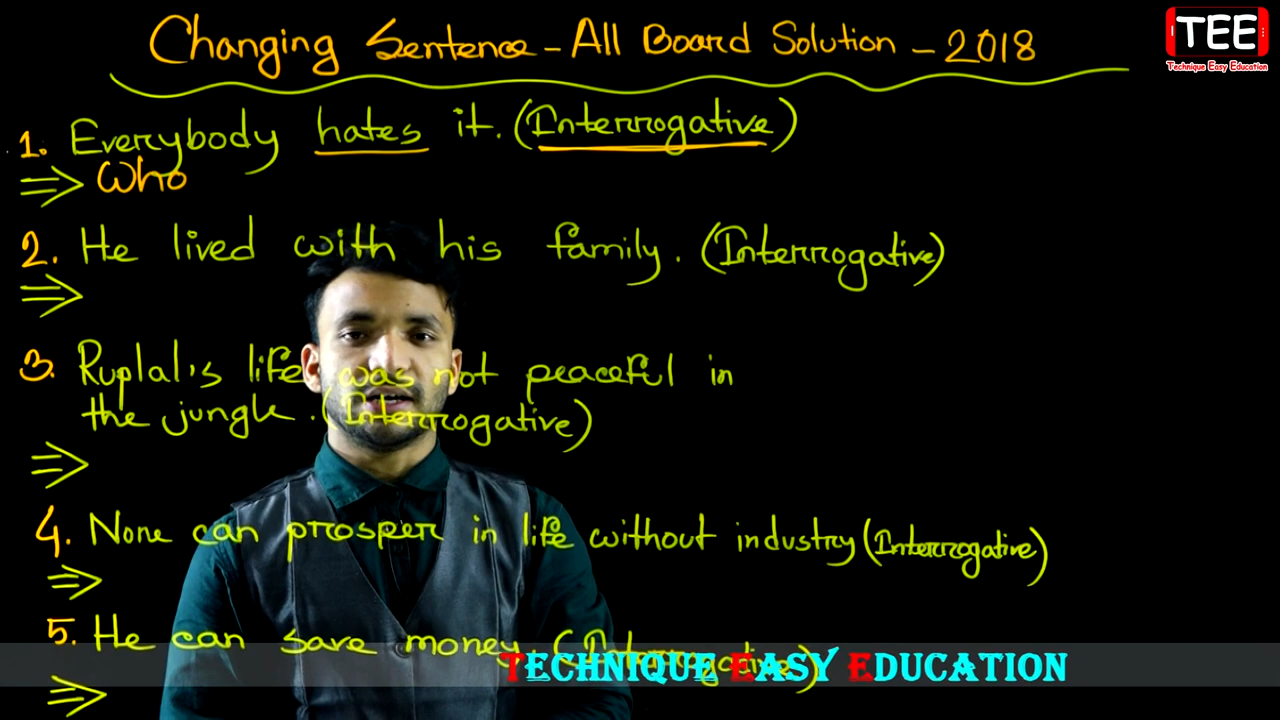 Changing Sentence - All Board Solution - 2018
TEE
Technique Easy Education
1. Everybody hates it. (Interrogative)
⇒ Who
2. He lived with his family. (Interrogative)
⇒
3. Ruplal's life was not peaceful in
the jungle. (Interrogative)
⇒
4. None can prosper in life without industry (Interrogative)
⇒
5. He can save money. (Interrogative)
TECHNIQUE EASY EDUCATION
⇒